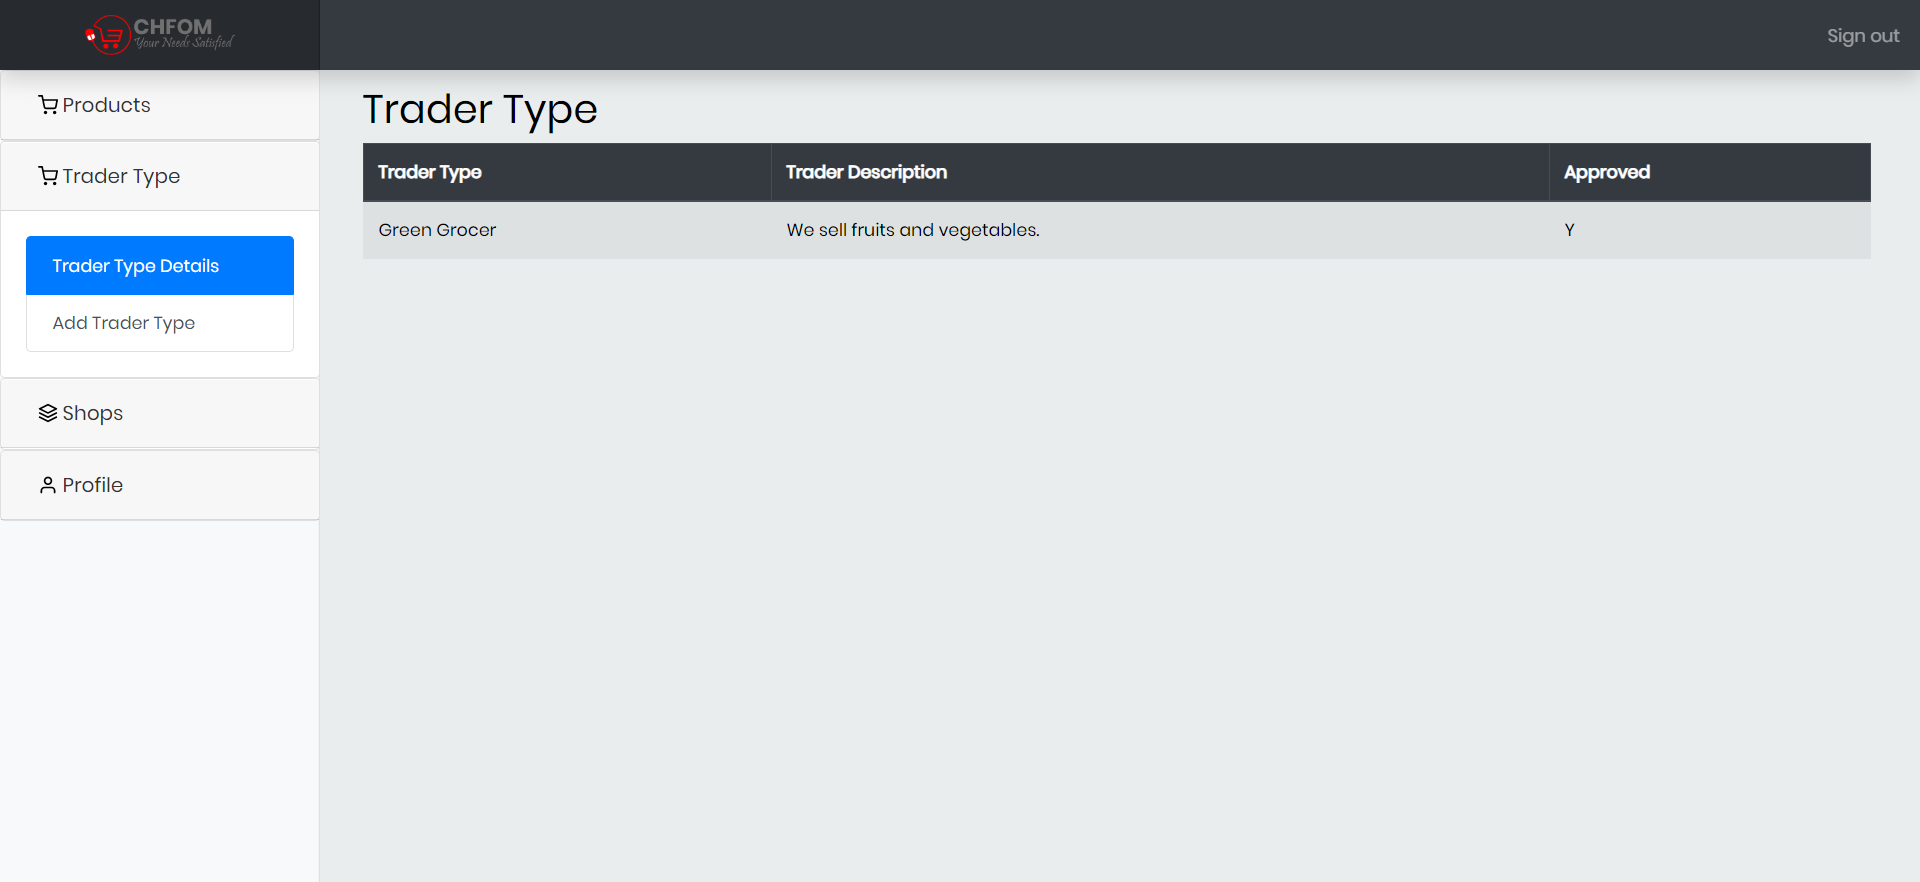 CHFOM
Your Needs Satisfied
Sign out
Products
Trader Type
Trader Type Details
Add Trader Type
Shops
Profile
Trader Type
Trader Type Trader Description Approved
Green Grocer We sell fruits and vegetables. Y